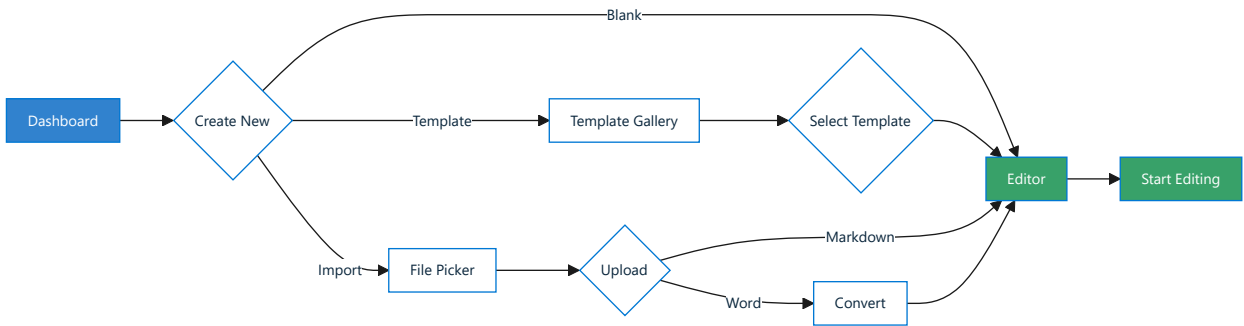 Blank
Dashboard
Create New
Template
Template Gallery
Select Template
Editor
Start Editing
Import
File Picker
Upload
Markdown
Word
Convert